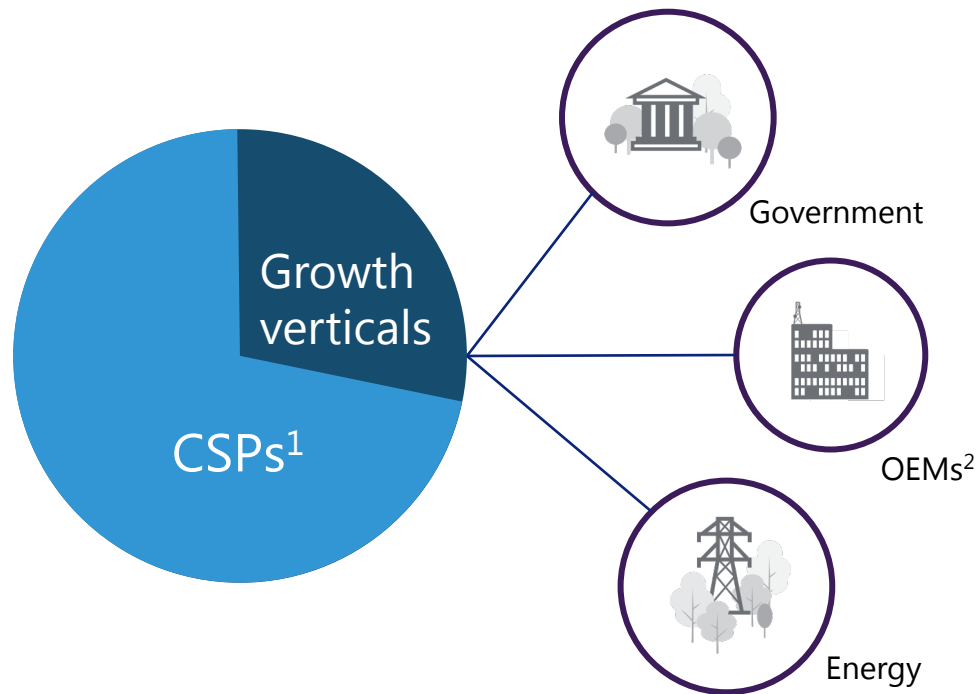 Growth
verticals
CSPs¹
Government
OEMs²
Energy